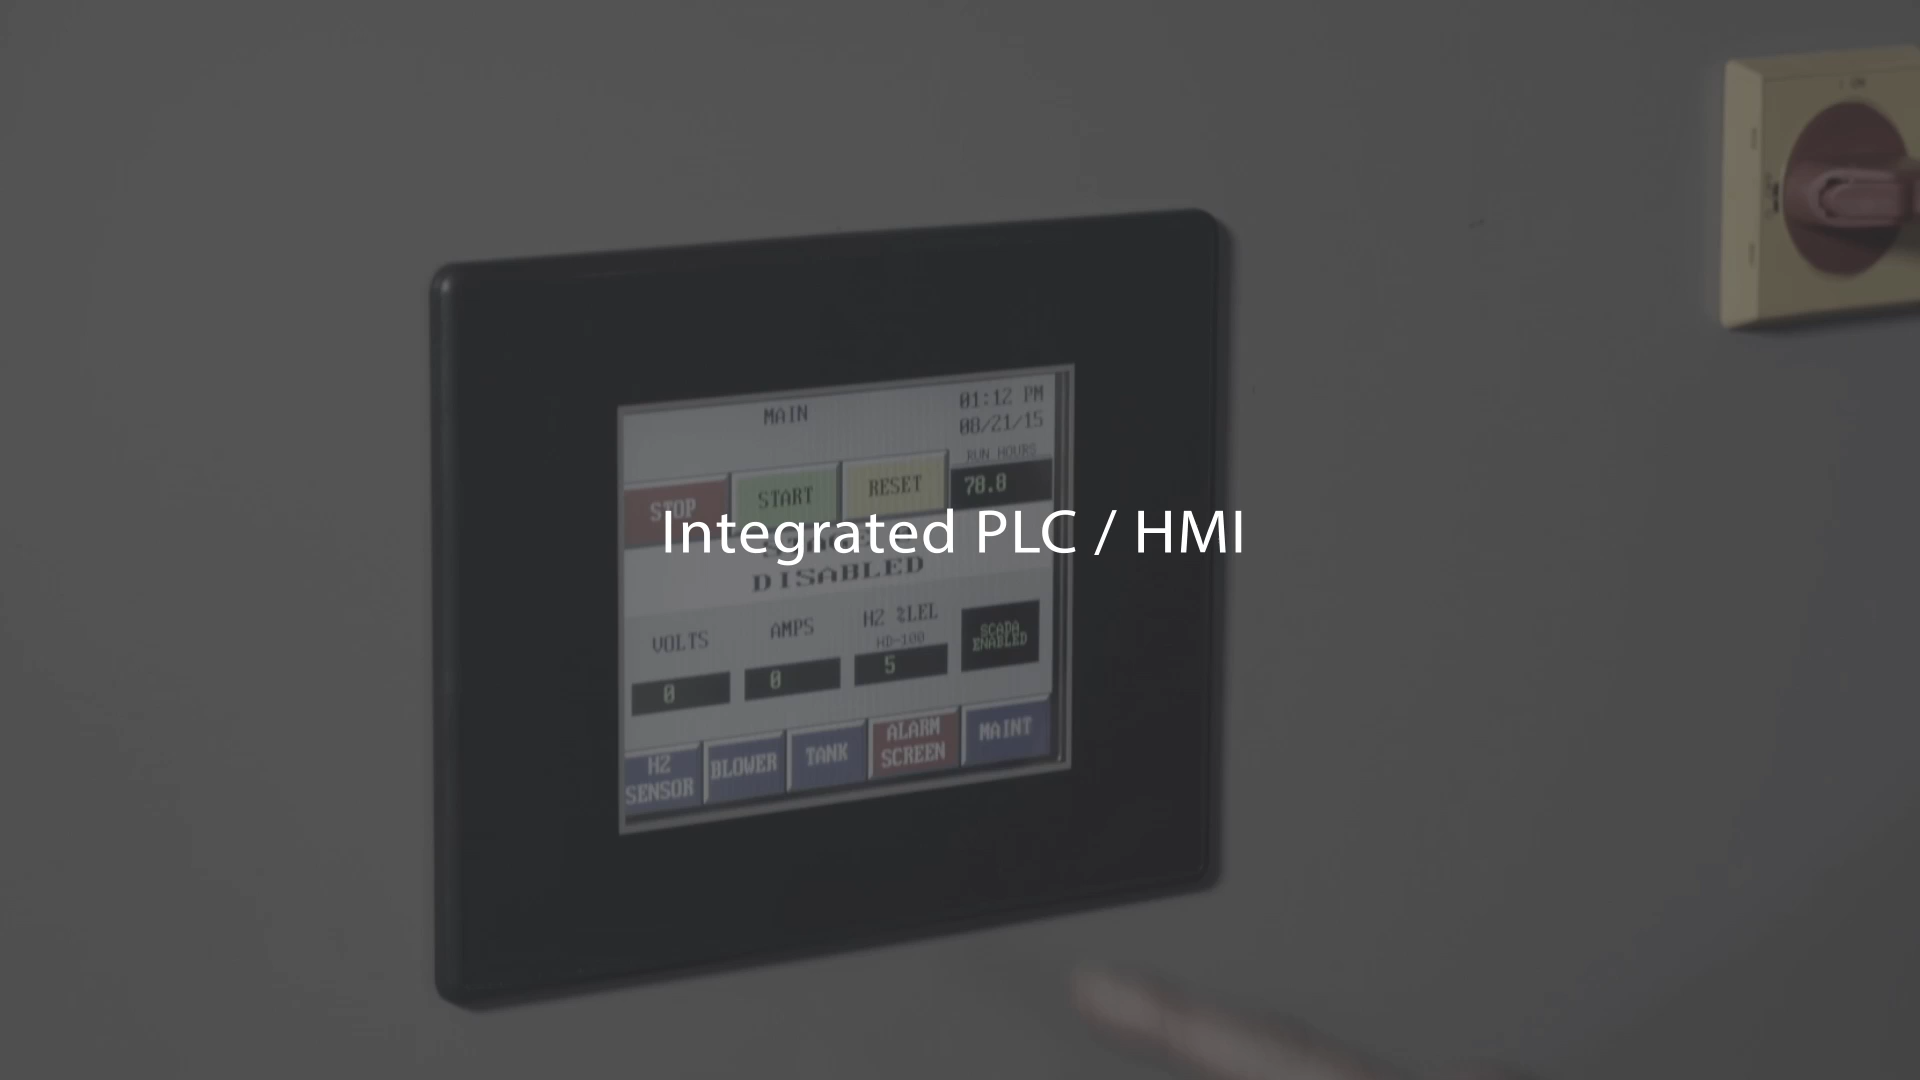 MAIN
01:12 PM
08/21/15
RUN HOURS
STOP
START
RESET
78.8
Integrated PLC / HMI
DISABLED
VOLTS
AMPS
H2 %LEL
HD-100
SCADA
ENABLED
0
0
5
H2
SENSOR
BLOWER
TANK
ALARM
SCREEN
MAINT